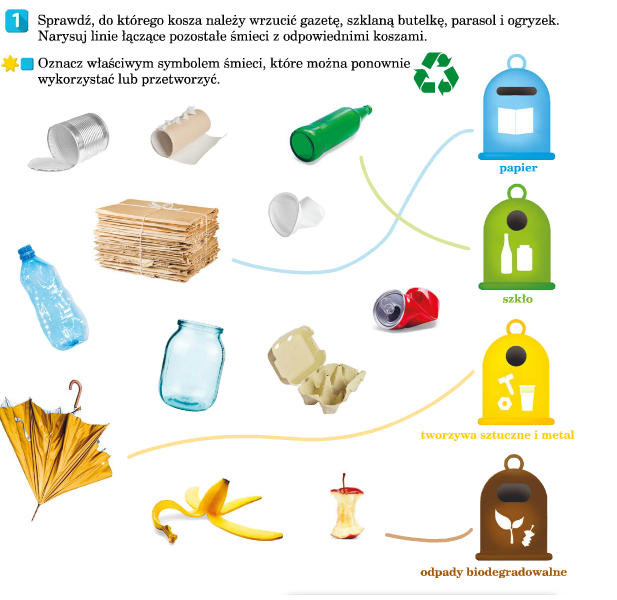 1 Sprawdź, do którego kosza należy wrzucić gazetę, szklaną butelkę, parasol i ogryzek.
Narysuj linie łączące pozostałe śmieci z odpowiednimi koszami.
Oznacz właściwym symbolem śmieci, które można ponownie
wykorzystać lub przetworzyć.
papier
szkło
tworzywa sztuczne i metal
odpady biodegradowalne